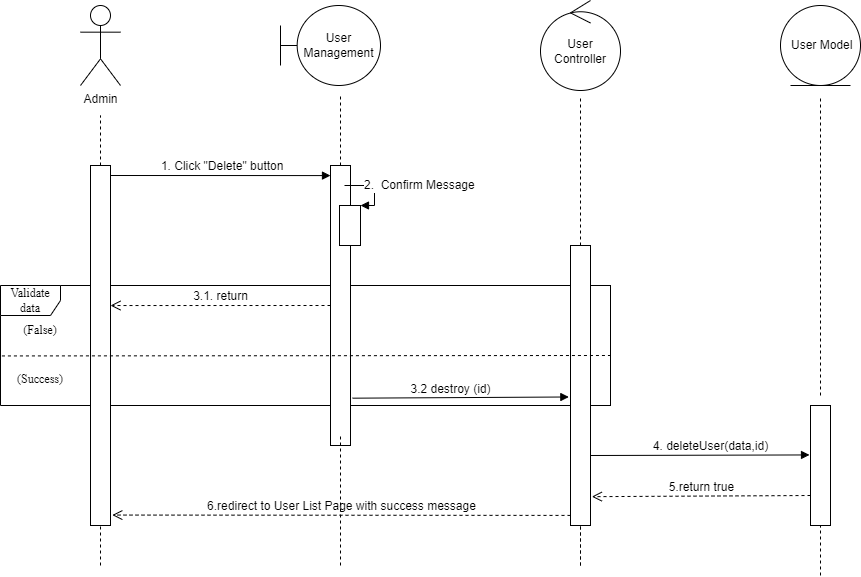 User
Management
User
Controller
User Model
Admin
1. Click "Delete" button
2.  Confirm Message
Validate
data
3.1. return
(False)
(Success)
3.2 destroy (id)
4. deleteUser(data,id)
5.return true
6.redirect to User List Page with success message